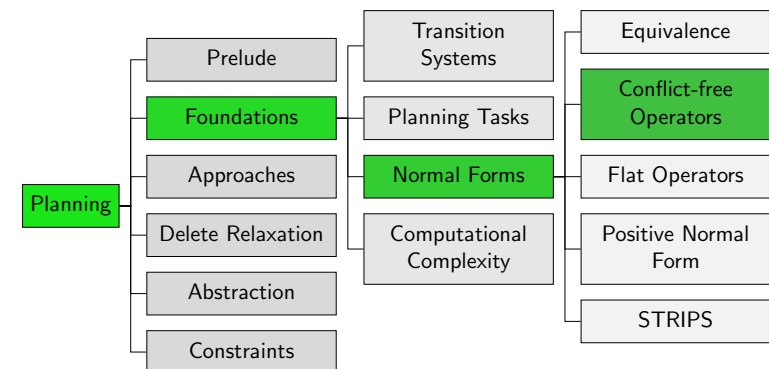 Planning
Prelude
Foundations
Approaches
Delete Relaxation
Abstraction
Constraints
Transition
Systems
Planning Tasks
Normal Forms
Computational
Complexity
Equivalence
Conflict-free
Operators
Flat Operators
Positive Normal
Form
STRIPS